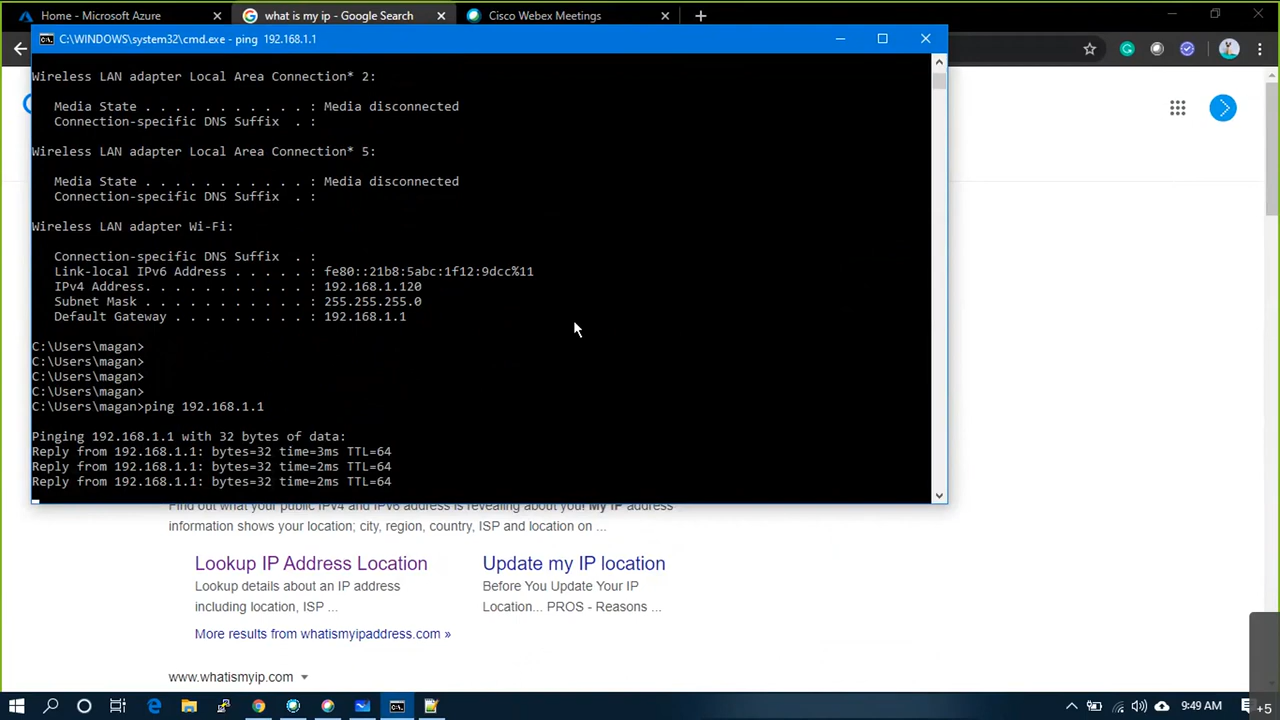 Home - Microsoft Azure
what is my ip - Google Search
Cisco Webex Meetings
C:\WINDOWS\system32\cmd.exe - ping 192.168.1.1
Wireless LAN adapter Local Area Connection* 2:
Media State . . . . . . . . . . . : Media disconnected
Connection-specific DNS Suffix . :
Wireless LAN adapter Local Area Connection* 5:
Media State . . . . . . . . . . . : Media disconnected
Connection-specific DNS Suffix . :
Wireless LAN adapter Wi-Fi:
Connection-specific DNS Suffix . :
Link-local IPv6 Address . . . . . : fe80::21b8:5abc:1f12:9dcc%11
IPv4 Address. . . . . . . . . . . : 192.168.1.120
Subnet Mask . . . . . . . . . . . : 255.255.255.0
Default Gateway . . . . . . . . . : 192.168.1.1
C:\Users\magan>
C:\Users\magan>
C:\Users\magan>
C:\Users\magan>
C:\Users\magan>ping 192.168.1.1
Pinging 192.168.1.1 with 32 bytes of data:
Reply from 192.168.1.1: bytes=32 time=3ms TTL=64
Reply from 192.168.1.1: bytes=32 time=2ms TTL=64
Reply from 192.168.1.1: bytes=32 time=2ms TTL=64
Find out what your public IPv4 and IPv6 address is revealing about you! My IP address
information shows your location; city, region, country, ISP and location on ...
Lookup IP Address Location
Lookup details about an IP address
including location, ISP ...
Update my IP location
Before You Update Your IP
Location... PROS - Reasons ...
More results from whatismyipaddress.com »
www.whatismyip.com
9:49 AM
+5